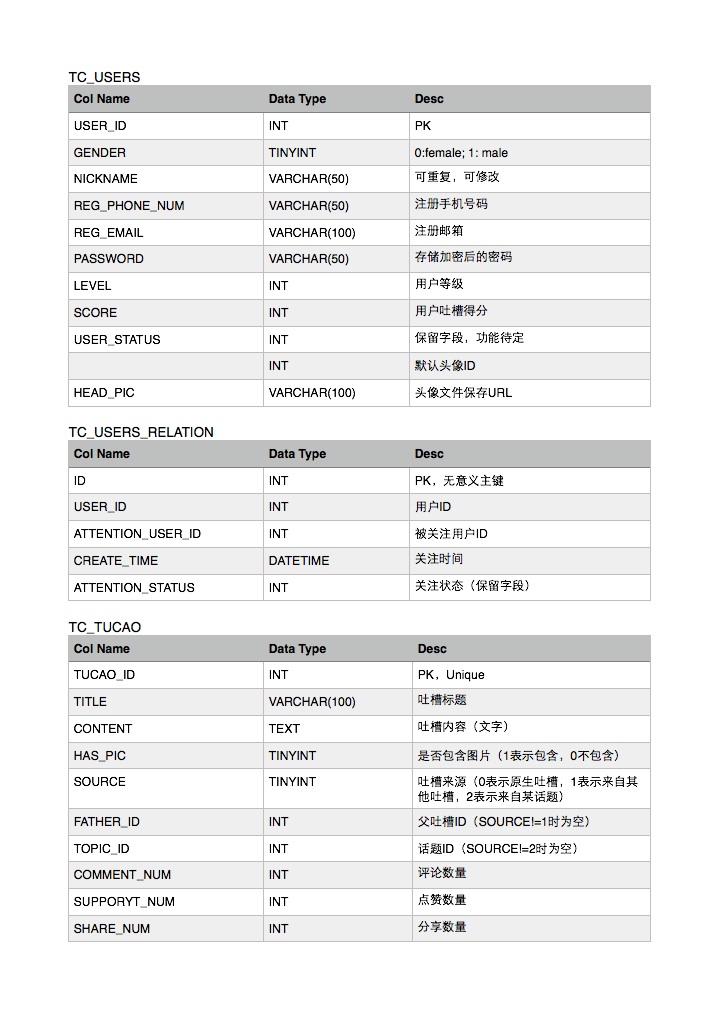 TC_USERS
Col Name Data Type Desc
USER_ID INT PK
GENDER TINYINT 0:female; 1: male
NICKNAME VARCHAR(50) 可重复，可修改
REG_PHONE_NUM VARCHAR(50) 注册手机号码
REG_EMAIL VARCHAR(100) 注册邮箱
PASSWORD VARCHAR(50) 存储加密后的密码
LEVEL INT 用户等级
SCORE INT 用户吐槽得分
USER_STATUS INT 保留字段，功能待定
INT 默认头像ID
HEAD_PIC VARCHAR(100) 头像文件保存URL
TC_USERS_RELATION
Col Name Data Type Desc
ID INT PK，无意义主键
USER_ID INT 用户ID
ATTENTION_USER_ID INT 被关注用户ID
CREATE_TIME DATETIME 关注时间
ATTENTION_STATUS INT 关注状态（保留字段）
TC_TUCAO
Col Name Data Type Desc
TUCAO_ID INT PK，Unique
TITLE VARCHAR(100) 吐槽标题
CONTENT TEXT 吐槽内容（文字）
HAS_PIC TINYINT 是否包含图片（1表示包含，0不包含）
SOURCE TINYINT 吐槽来源（0表示原生吐槽，1表示来自其
他吐槽，2表示来自某话题）
FATHER_ID INT 父吐槽ID（SOURCE!=1时为空）
TOPIC_ID INT 话题ID（SOURCE!=2时为空）
COMMENT_NUM INT 评论数量
SUPPORYT_NUM INT 点赞数量
SHARE_NUM INT 分享数量